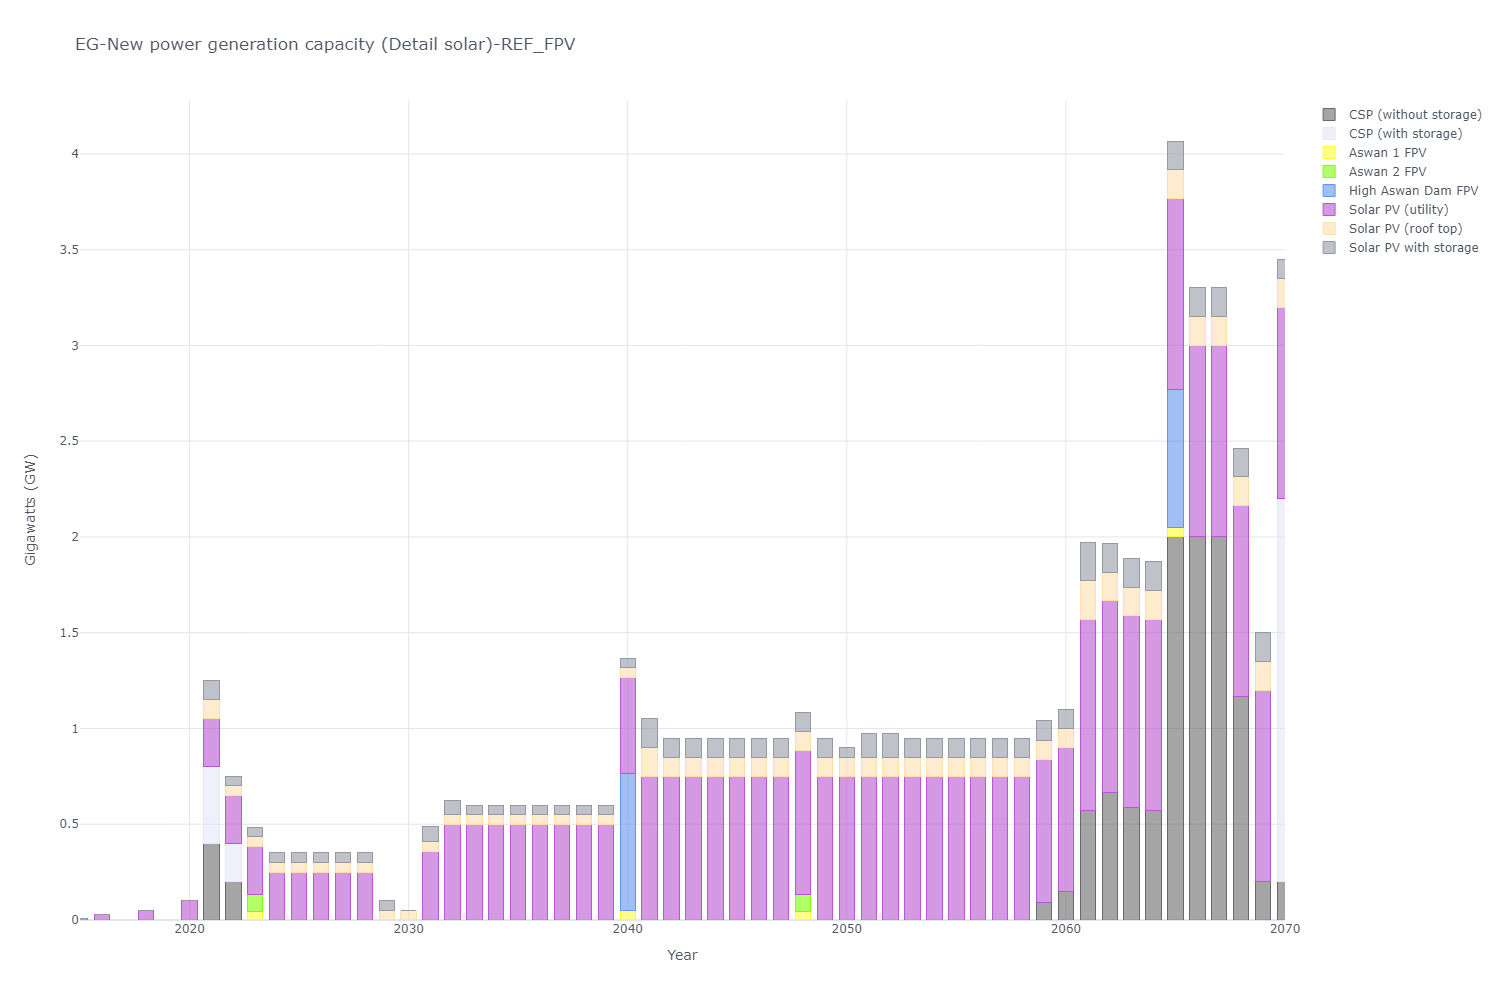 EG-New power generation capacity (Detail solar)-REF_FPV
CSP (without storage)
CSP (with storage)
Aswan 1 FPV
Aswan 2 FPV
High Aswan Dam FPV
Solar PV (utility)
Solar PV (roof top)
Solar PV with storage
4
3.5
3
2.5
2
1.5
1
0.5
0
Gigawatts (GW)
2020
2030
2040
2050
2060
2070
Year